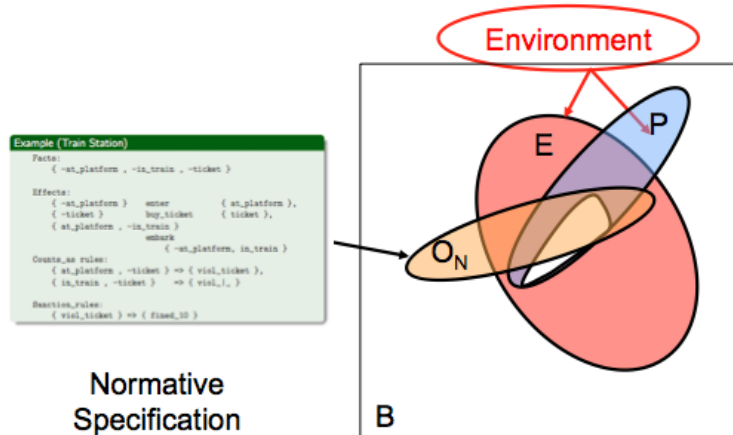 Environment
Example (Train Station)
Facts:
{ -at_platform , -in_train , -ticket }
Effects:
{ -at_platform } enter { at_platform },
{ -ticket } buy_ticket { ticket },
{ at_platform , -in_train }
embark
{ -at_platform, in_train }
Counts_as rules:
{ at_platform , -ticket } => { viol_ticket },
{ in_train , -ticket } => { viol_|_ }
{ viol_ticket } => { fined_10 }
E
P
O_N
B
Normative
Specification